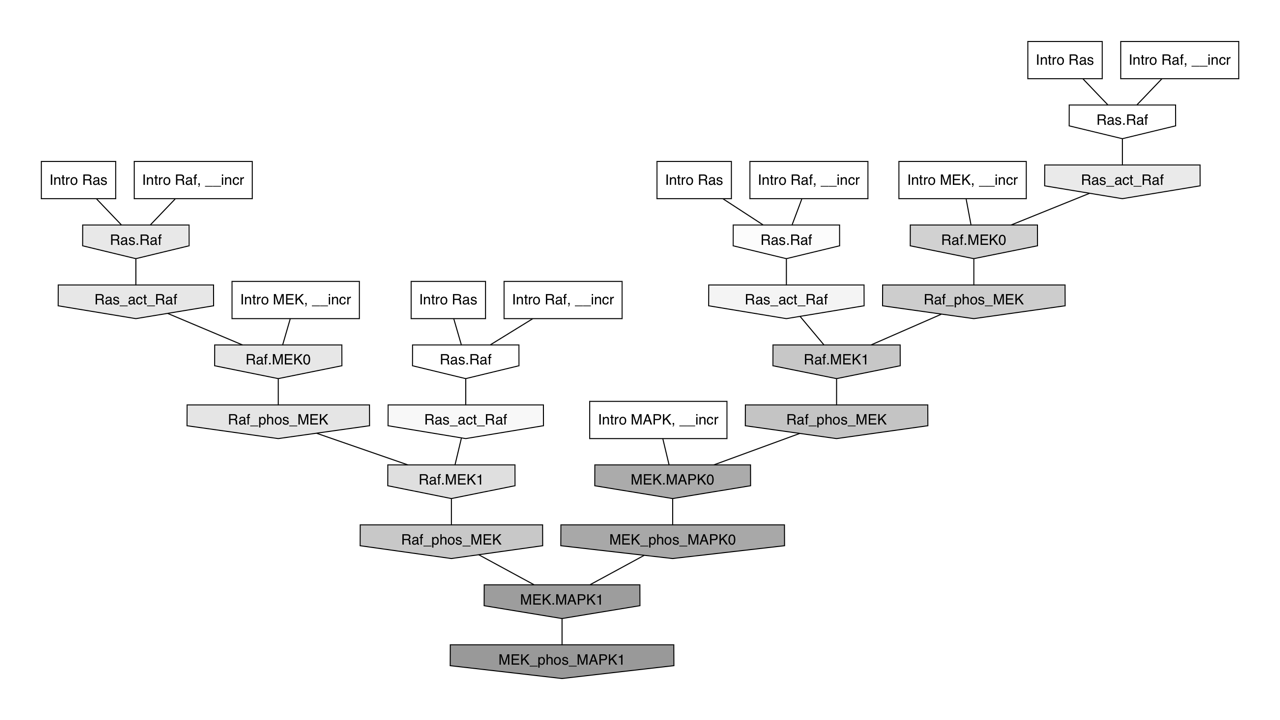 Intro Ras
Intro Raf, __incr
Ras.Raf
Intro Ras
Intro Raf, __incr
Intro Ras
Intro Raf, __incr
Intro MEK, __incr
Ras_act_Raf
Ras.Raf
Ras.Raf
Raf.MEK0
Ras_act_Raf
Intro MEK, __incr
Intro Ras
Intro Raf, __incr
Ras_act_Raf
Raf_phos_MEK
Raf.MEK0
Ras.Raf
Raf.MEK1
Raf_phos_MEK
Ras_act_Raf
Intro MAPK, __incr
Raf_phos_MEK
Raf.MEK1
MEK.MAPK0
Raf_phos_MEK
MEK_phos_MAPK0
MEK.MAPK1
MEK_phos_MAPK1